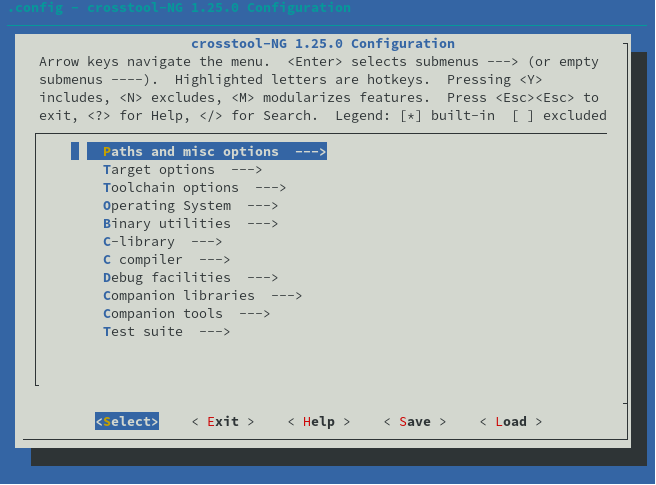 .config - crosstool-NG 1.25.0 Configuration
crosstool-NG 1.25.0 Configuration
Arrow keys navigate the menu.  <Enter> selects submenus ---> (or empty
submenus ----).  Highlighted letters are hotkeys.  Pressing <Y>
includes, <N> excludes, <M> modularizes features.  Press <Esc><Esc> to
exit, <?> for Help, </> for Search.  Legend: [*] built-in  [ ] excluded
Paths and misc options  --->
Target options  --->
Toolchain options  --->
Operating System  --->
Binary utilities  --->
C-library  --->
C compiler  --->
Debug facilities  --->
Companion libraries  --->
Companion tools  --->
Test suite  --->
<Select>    < Exit >    < Help >    < Save >    < Load >